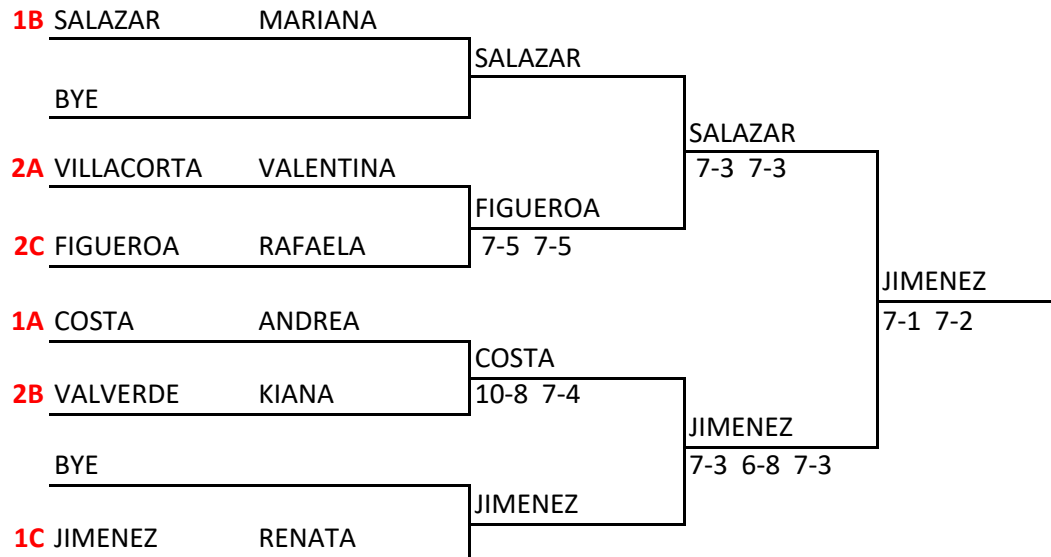 1B SALAZAR MARIANA
SALAZAR
BYE
SALAZAR
2A VILLACORTA VALENTINA
7-3 7-3
FIGUEROA
2C FIGUEROA RAFAELA
7-5 7-5
JIMENEZ
1A COSTA ANDREA
7-1 7-2
COSTA
2B VALVERDE KIANA
10-8 7-4
JIMENEZ
BYE
7-3 6-8 7-3
JIMENEZ
1C JIMENEZ RENATA